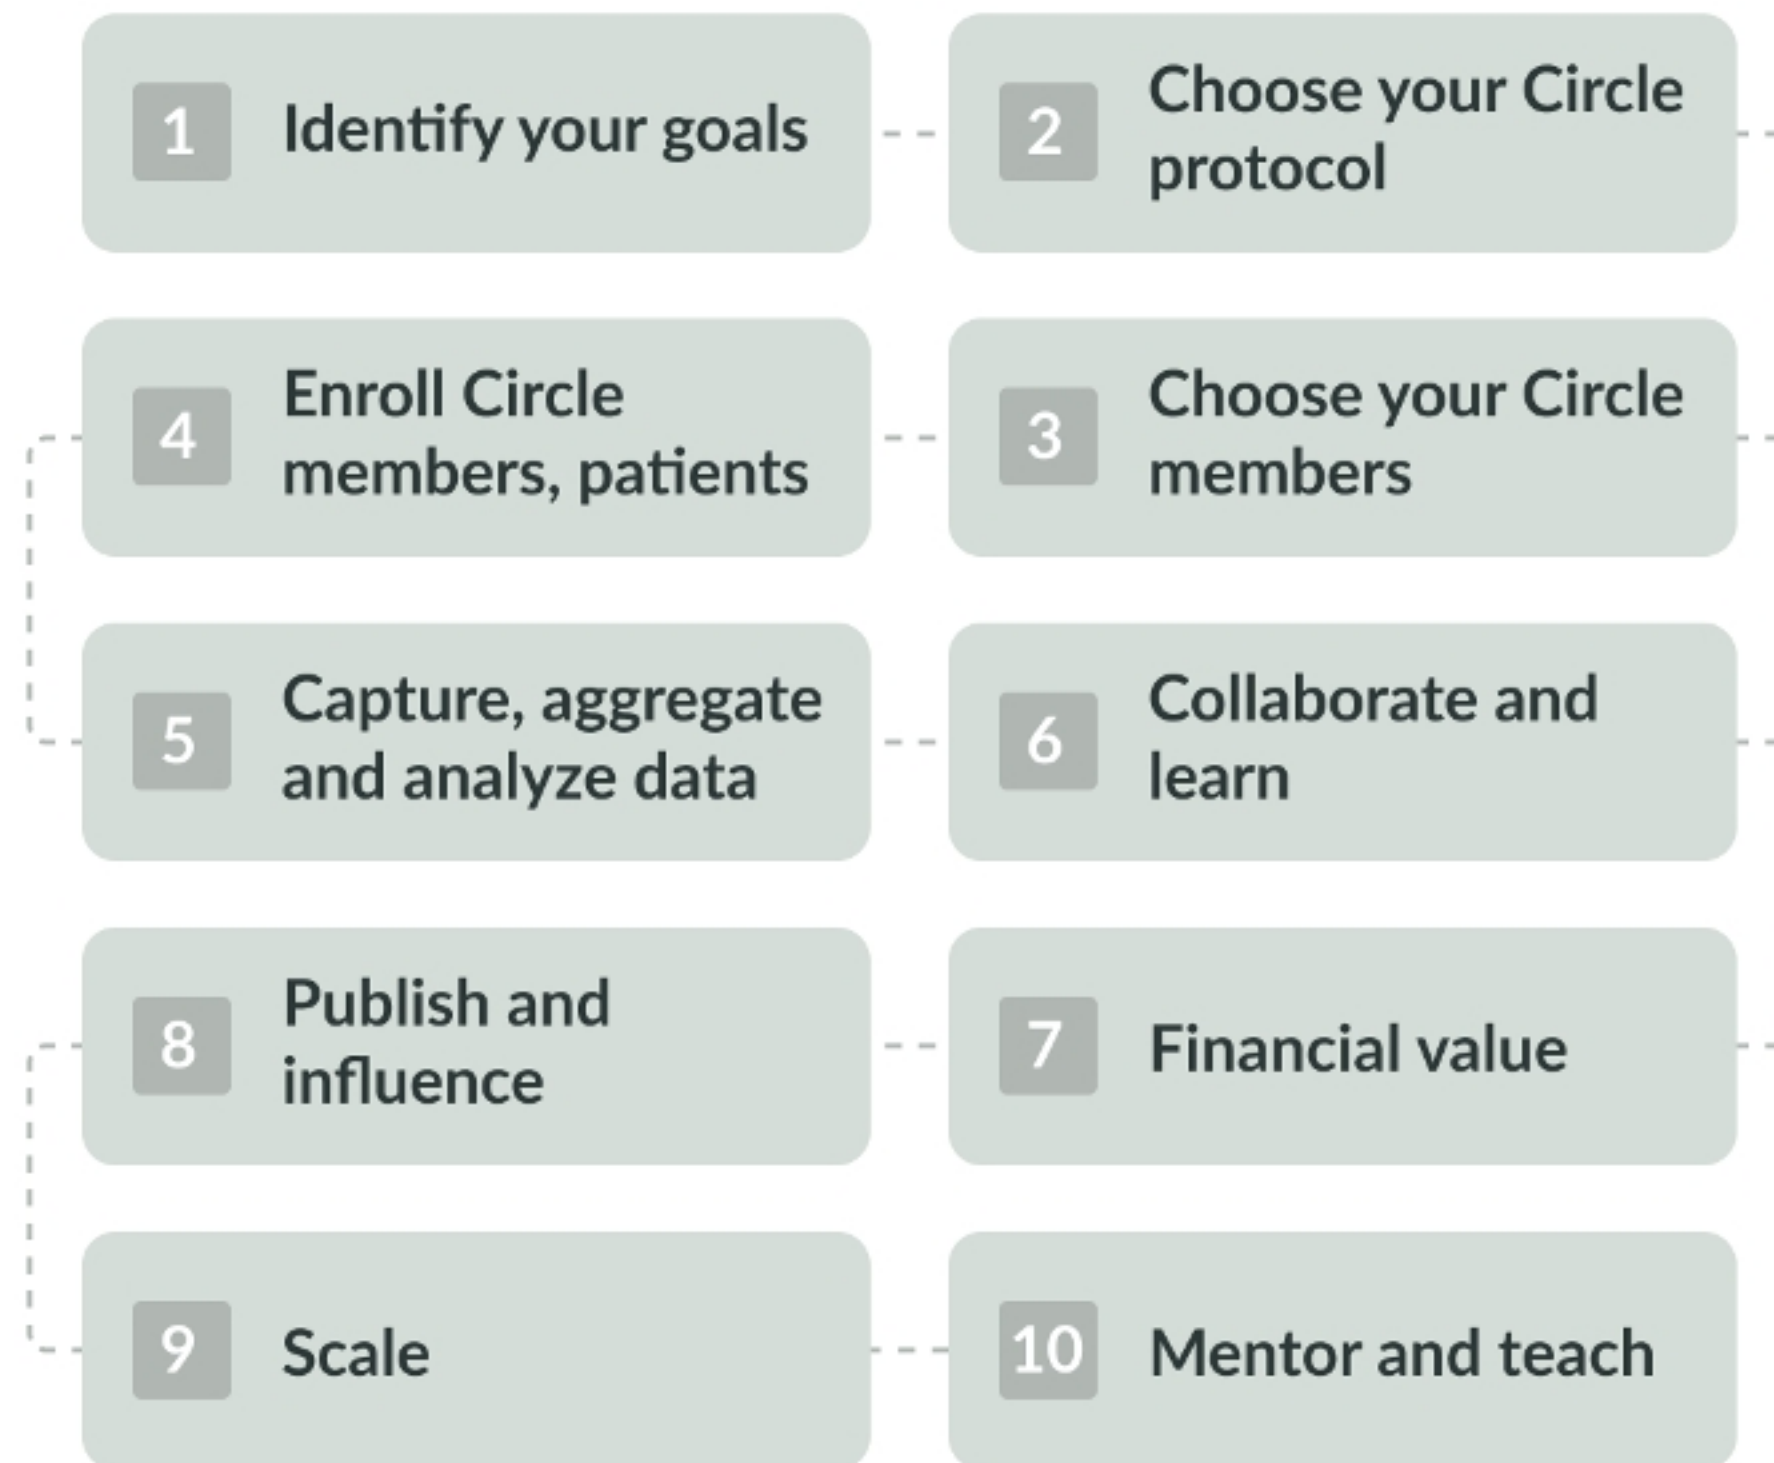 1 Identify your goals
2 Choose your Circle
protocol
3 Choose your Circle
members
4 Enroll Circle
members, patients
5 Capture, aggregate
and analyze data
6 Collaborate and
learn
7 Financial value
8 Publish and
influence
9 Scale
10 Mentor and teach